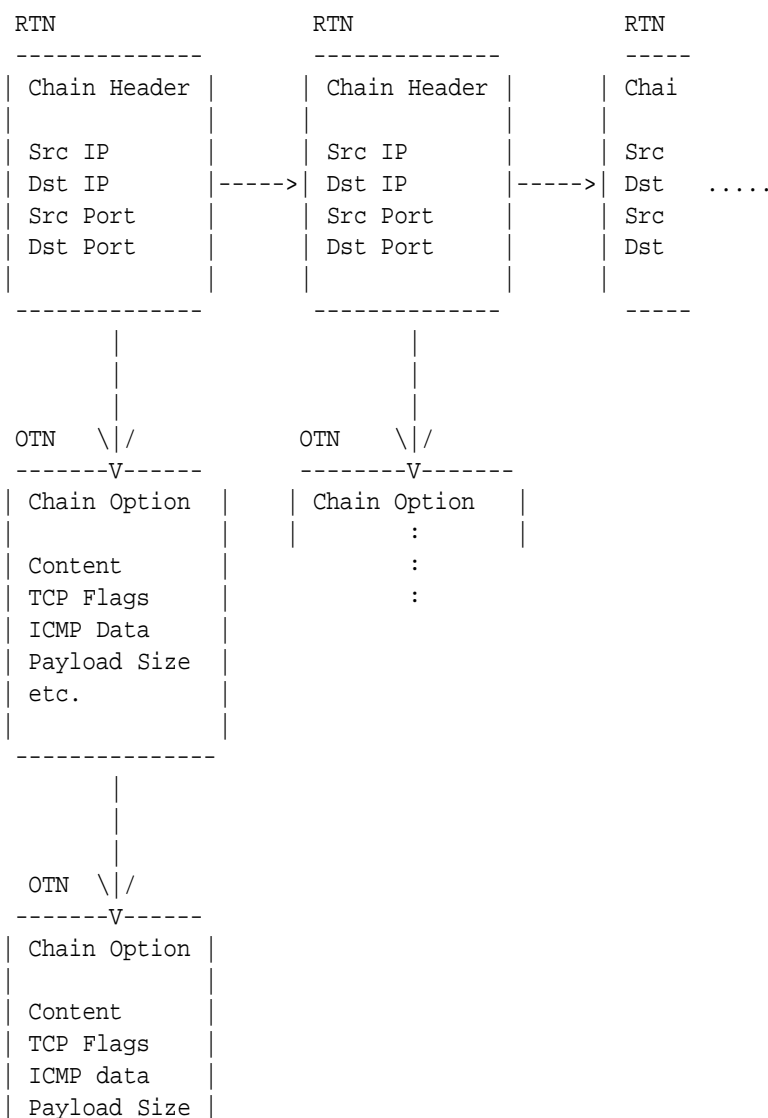 RTN RTN RTN
-------------- -------------- -----
| Chain Header | | Chain Header | | Chai
| | | | |
| Src IP | | Src IP | | Src
| Dst IP |----->| Dst IP |----->| Dst .....
| Src Port | | Src Port | | Src
| Dst Port | | Dst Port | | Dst
| | | | |
-------------- -------------- -----
| |
| |
| |
OTN \|/ OTN \|/
-------V------ --------V-------
| Chain Option | | Chain Option |
| | | : |
| Content | :
| TCP Flags | :
| ICMP Data |
| Payload Size |
| etc. |
| |
---------------
|
|
|
OTN \|/
-------V------
| Chain Option |
| |
| Content |
| TCP Flags |
| ICMP data |
| Payload Size |